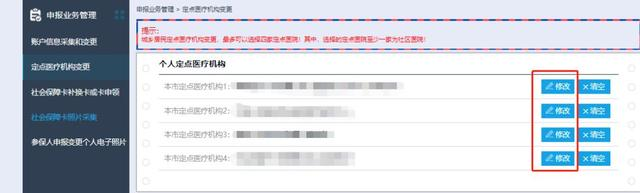 申报业务管理
账户信息采集和变更
定点医疗机构变更
社会保障卡补换卡或卡申领
社会保障卡照片采集
参保人申报变更个人电子照片
申报业务管理 > 定点医疗机构变更
提示:
城乡居民定点医疗机构变更，最多可以选择四家定点医院！其中，选择的定点医院至少一家为社区医院！
个人定点医疗机构
本市定点医疗机构1: 修改 ×清空
本市定点医疗机构2: 修改 ×清空
本市定点医疗机构3: 修改 ×清空
本市定点医疗机构4: 修改 ×清空